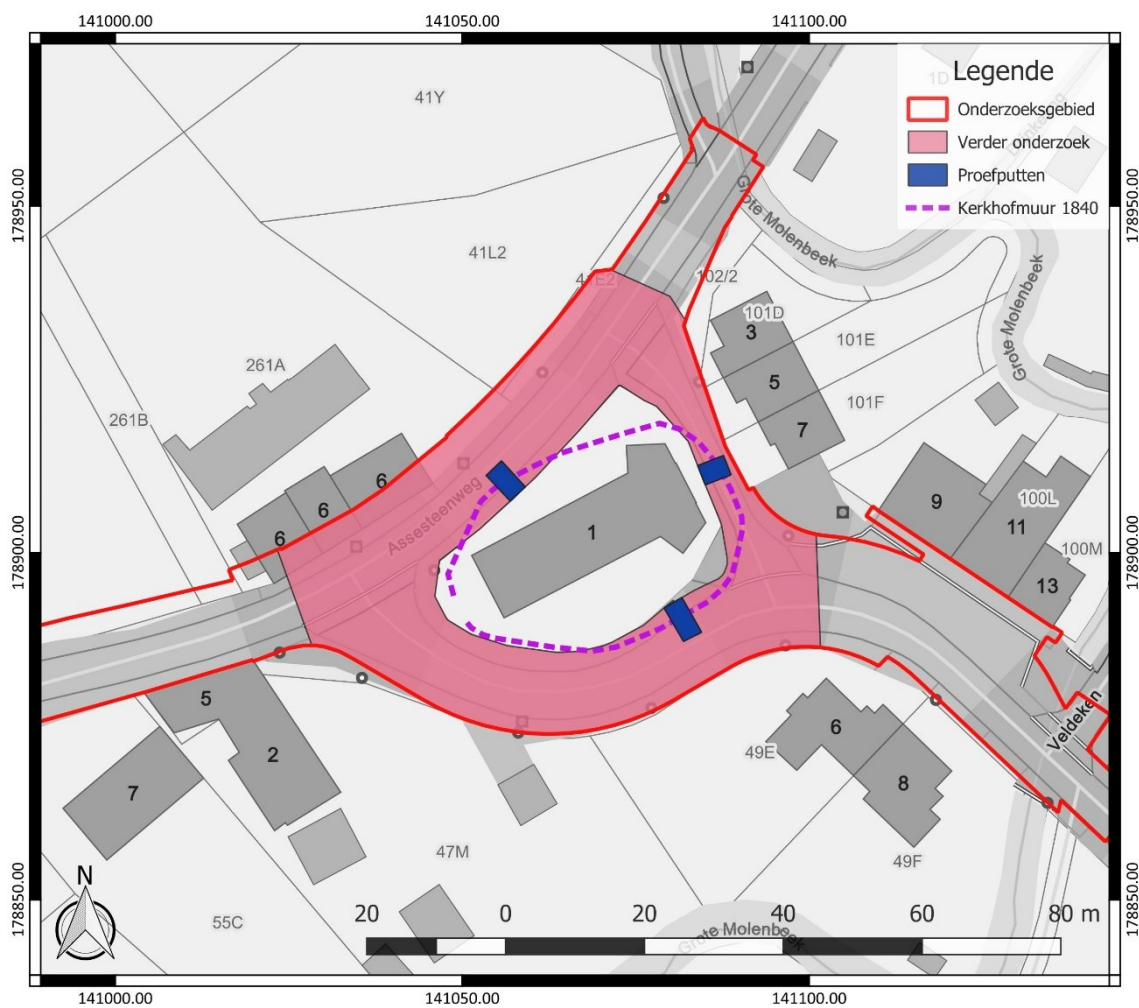 141000.00 141050.00 141100.00
Legende
Onderzoeksgebied
Verder onderzoek
Proefputten
Kerkhofmuur 1840
1D
41Y
178950.00 178950.00
Grote Molenbeek
41L2
41E2
102/2
Grote Molenbeek
101D
3
101E
261A
5
101F
261B
7
6
6
6
Assesteenweg
9
100L
11
1
178900.00 178900.00
100M
13
5
2
Veldeken
6
49E
7
8
47M
49F
178850.00 178850.00
N
55C
20 0 20 40 60 80 m
Grote Molenbeek
141000.00 141050.00 141100.00